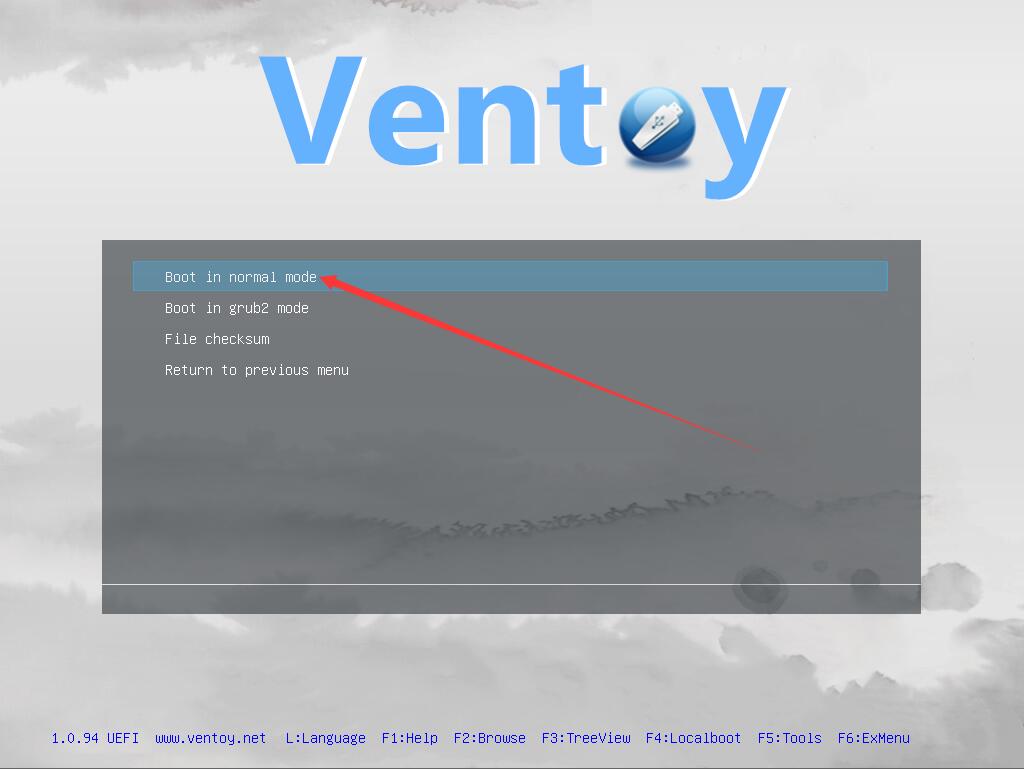 Ventoy
Boot in normal mode
Boot in grub2 mode
File checksum
Return to previous menu
1.0.94 UEFI www.ventoy.net L:Language F1:Help F2:Browse F3:TreeView F4:Localboot F5:Tools F6:ExMenu